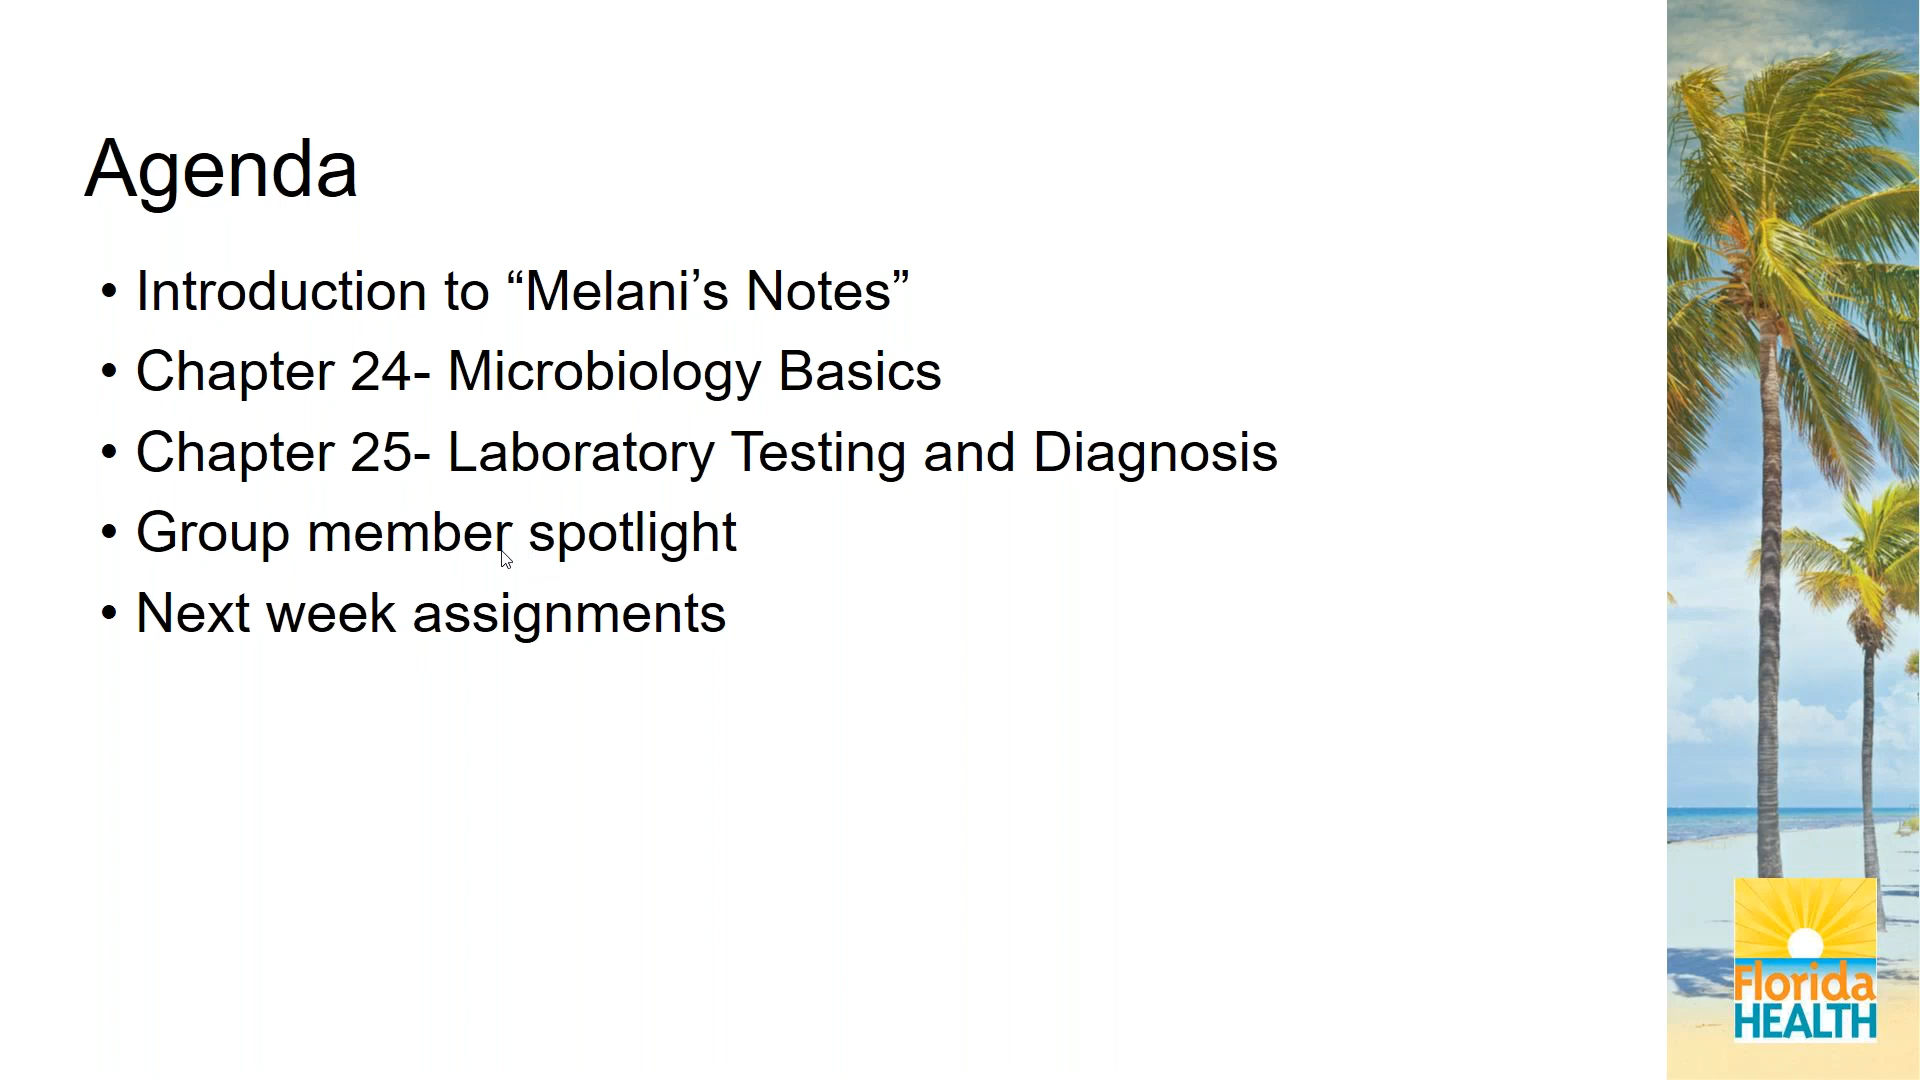 Agenda
• Introduction to “Melani’s Notes”
• Chapter 24- Microbiology Basics
• Chapter 25- Laboratory Testing and Diagnosis
• Group member spotlight
• Next week assignments
Florida
HEALTH